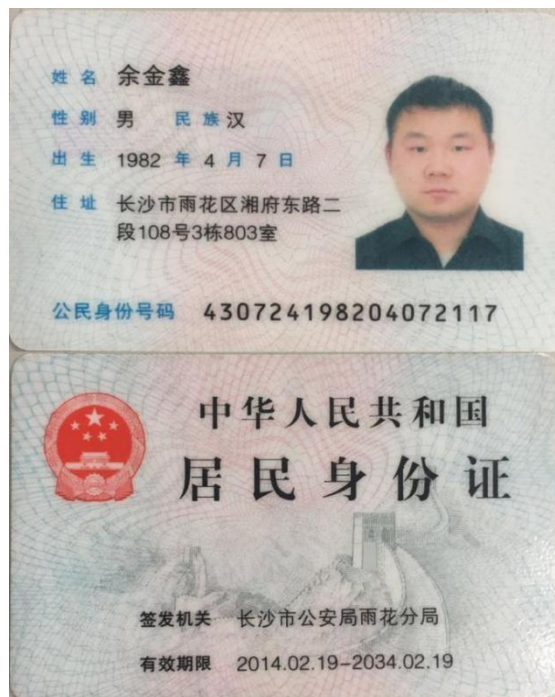 姓名 余金鑫
性别 男 民族 汉
出生 1982 年 4 月 7 日
住址 长沙市雨花区湘府东路二
段108号3栋803室
公民身份号码 430724198204072117
中华人民共和国
居民身份证
签发机关 长沙市公安局雨花分局
有效期限 2014.02.19-2034.02.19